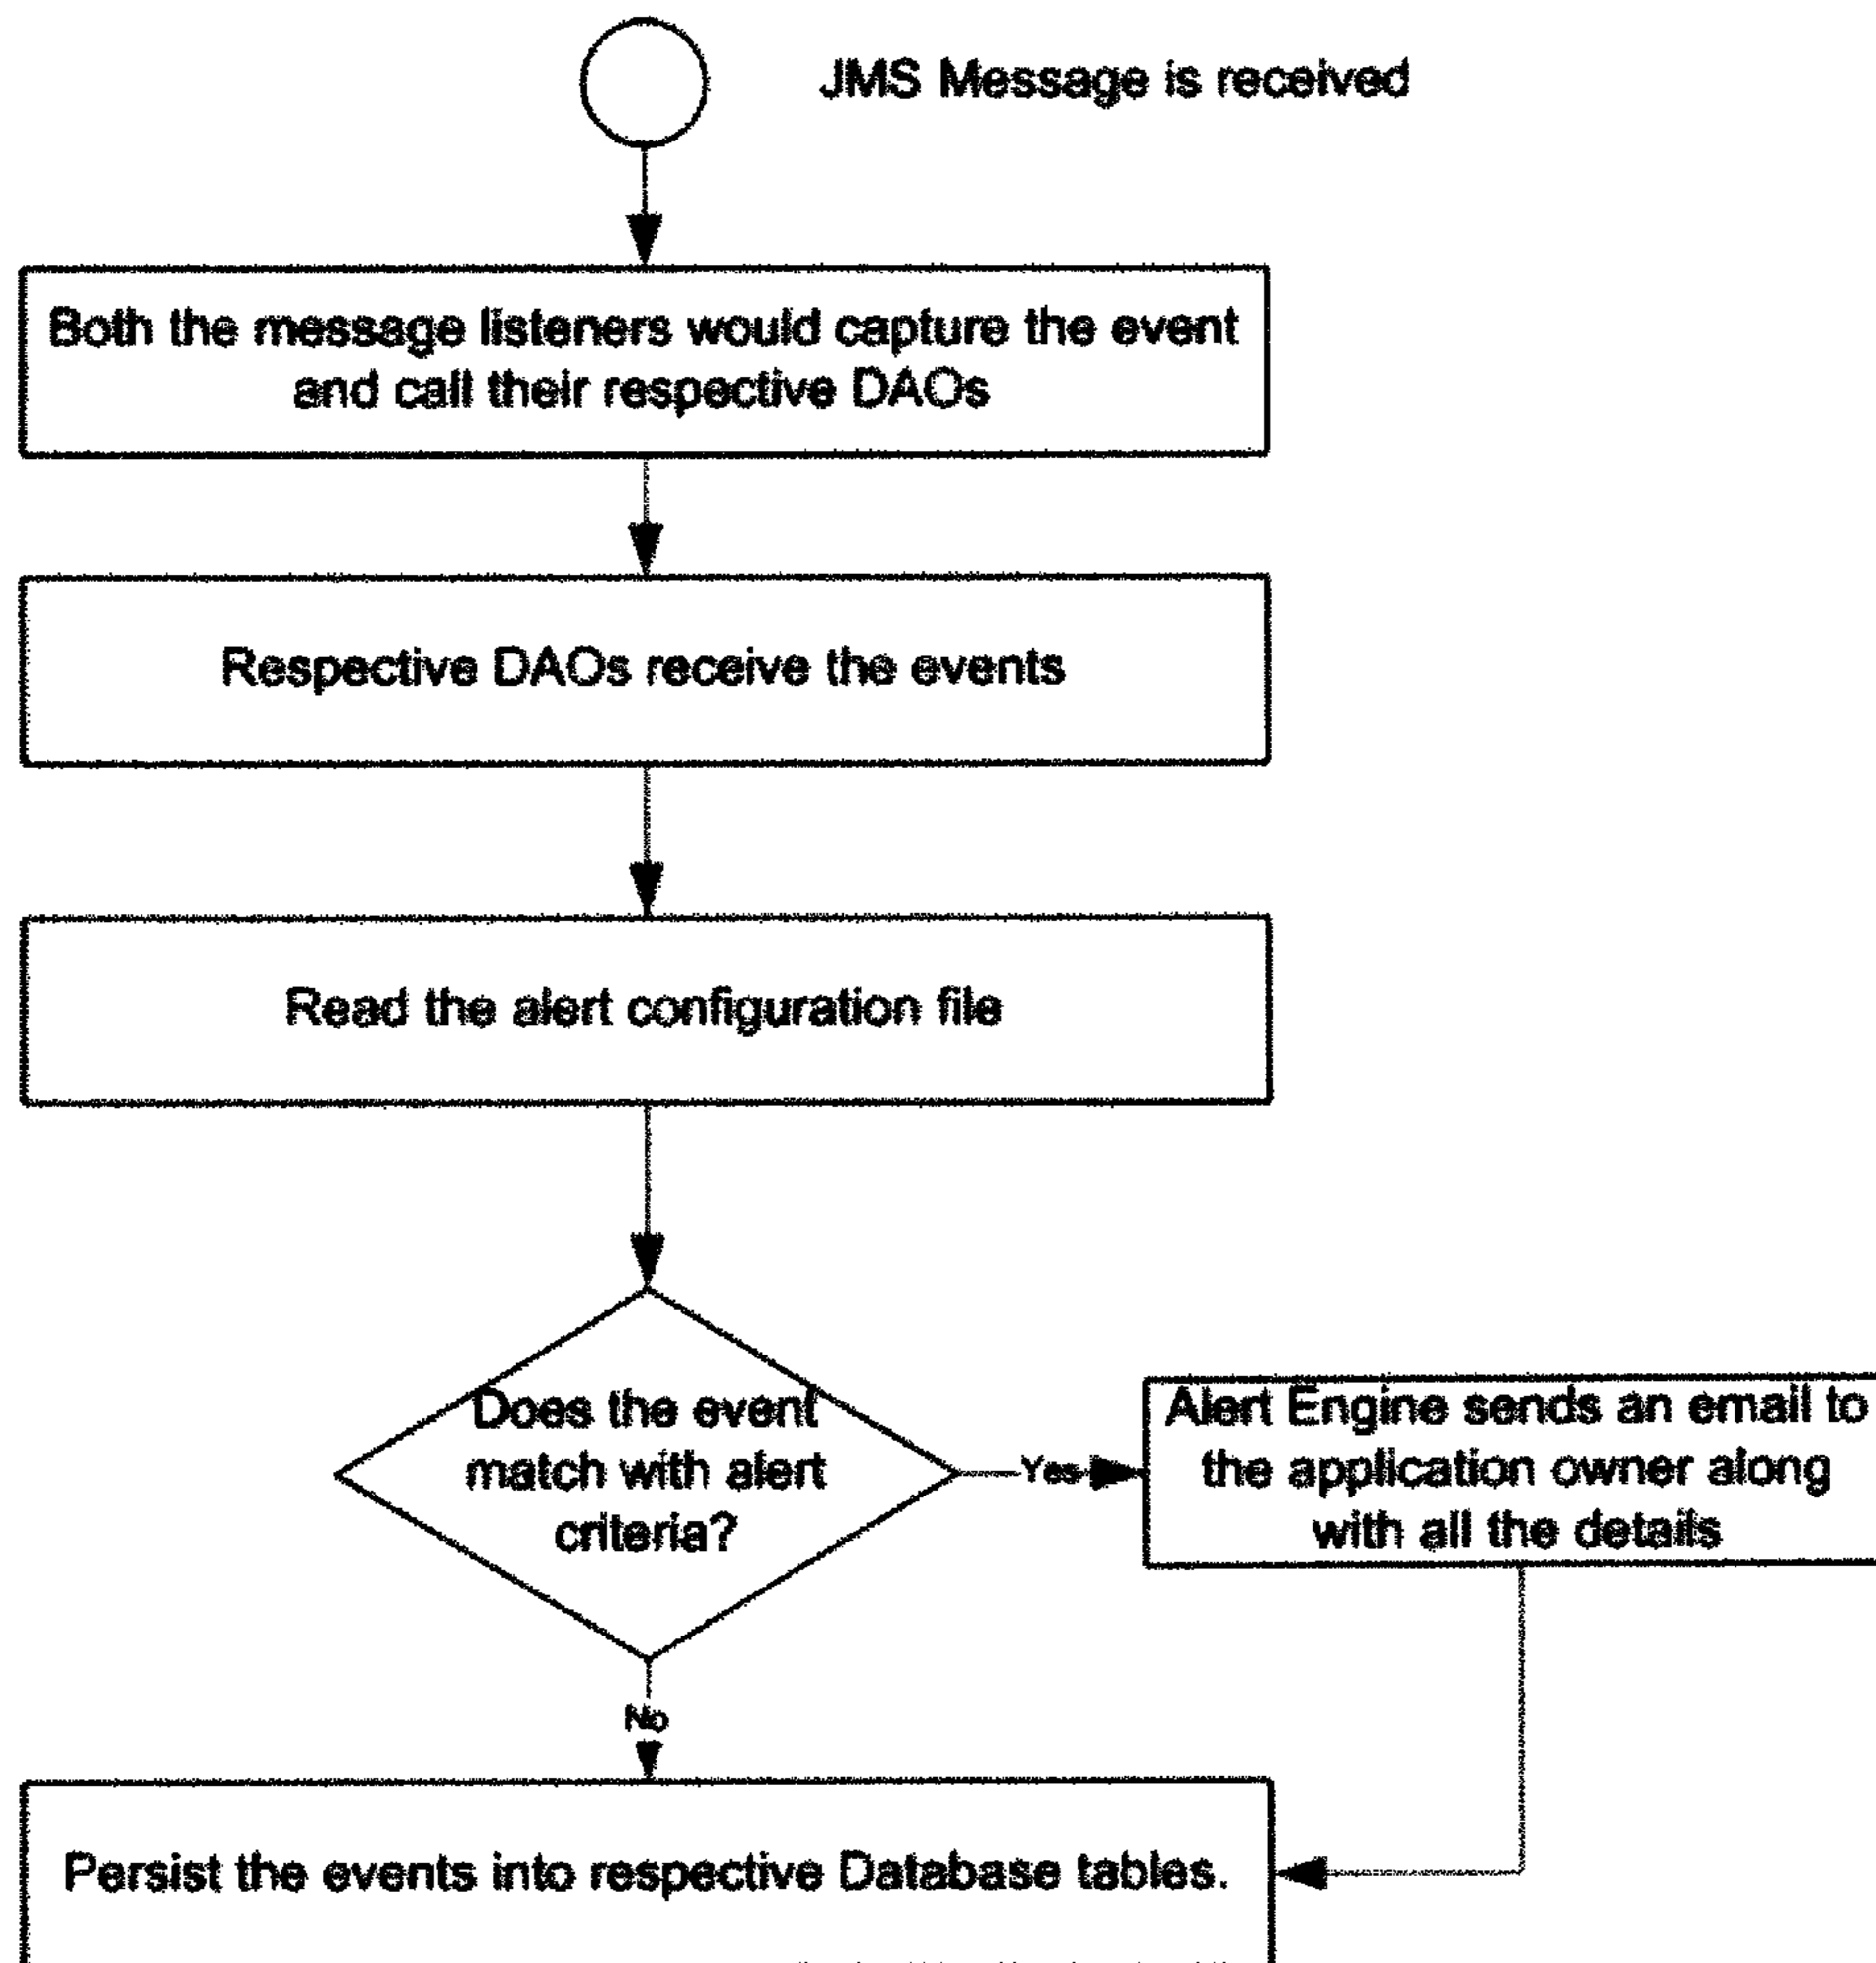 JMS Message is received
Both the message listeners would capture the event
and call their respective DAOs
Respective DAOs receive the events
Read the alert configuration file
Does the event
match with alert
criteria?
Yes
Alert Engine sends an email to
the application owner along
with all the details
No
Persist the events into respective Database tables.